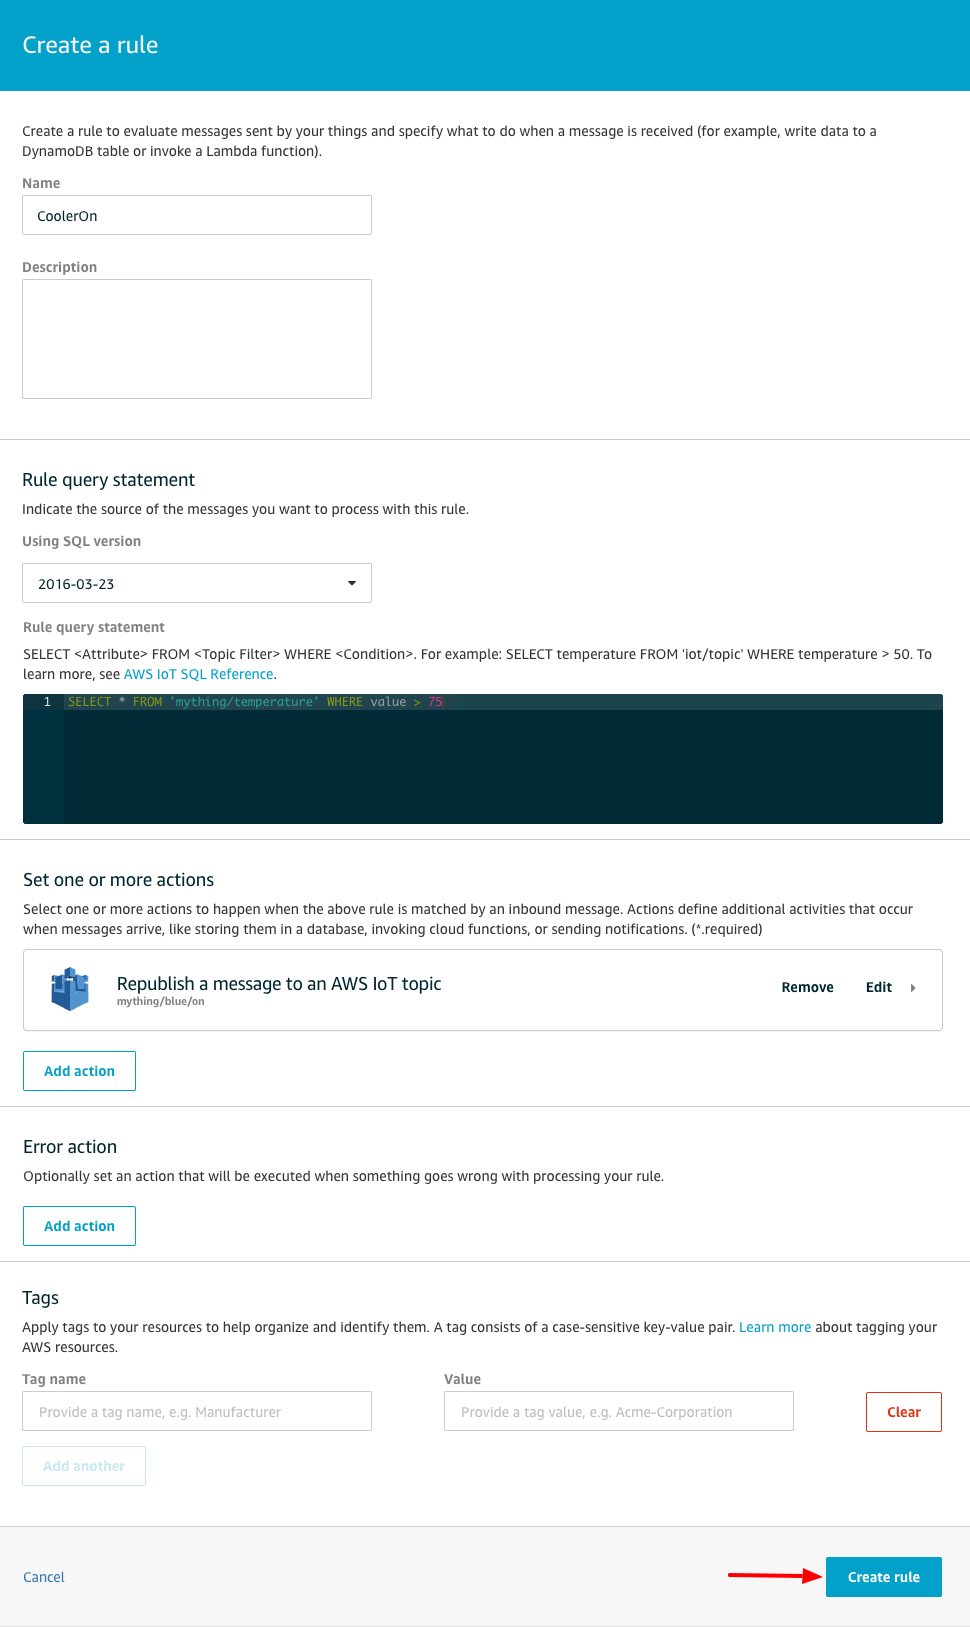 Create a rule
Create a rule to evaluate messages sent by your things and specify what to do when a message is received (for example, write data to a
DynamoDB table or invoke a Lambda function).
Name
CoolerOn
Description
Rule query statement
Indicate the source of the messages you want to process with this rule.
Using SQL version
2016-03-23
Rule query statement
SELECT <Attribute> FROM <Topic Filter> WHERE <Condition>. For example: SELECT temperature FROM 'iot/topic' WHERE temperature > 50. To
learn more, see AWS IoT SQL Reference.
1 SELECT * FROM 'mything/temperature' WHERE value > 75
Set one or more actions
Select one or more actions to happen when the above rule is matched by an inbound message. Actions define additional activities that occur
when messages arrive, like storing them in a database, invoking cloud functions, or sending notifications. (*.required)
Republish a message to an AWS IoT topic
mything/blue/on
Remove Edit
Add action
Error action
Optionally set an action that will be executed when something goes wrong with processing your rule.
Add action
Tags
Apply tags to your resources to help organize and identify them. A tag consists of a case-sensitive key-value pair. Learn more about tagging your
AWS resources.
Tag name Value
Provide a tag name, e.g. Manufacturer Provide a tag value, e.g. Acme-Corporation Clear
Add another
Cancel Create rule